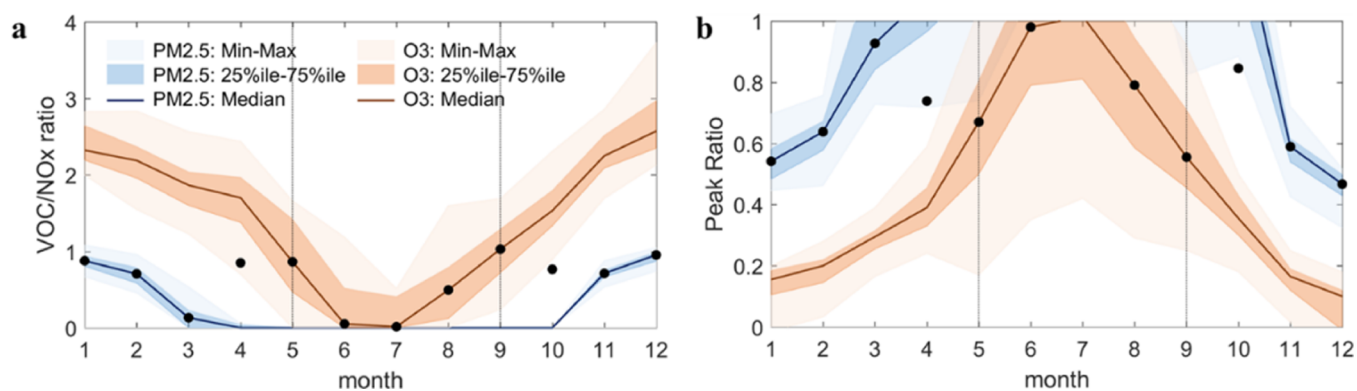 a
4
3
2
1
0
VOC/NOx ratio
PM2.5: Min-Max
O3: Min-Max
PM2.5: 25%ile-75%ile
O3: 25%ile-75%ile
PM2.5: Median
O3: Median
1 2 3 4 5 6 7 8 9 10 11 12
month
b
1
0.8
0.6
0.4
0.2
0
Peak Ratio
1 2 3 4 5 6 7 8 9 10 11 12
month